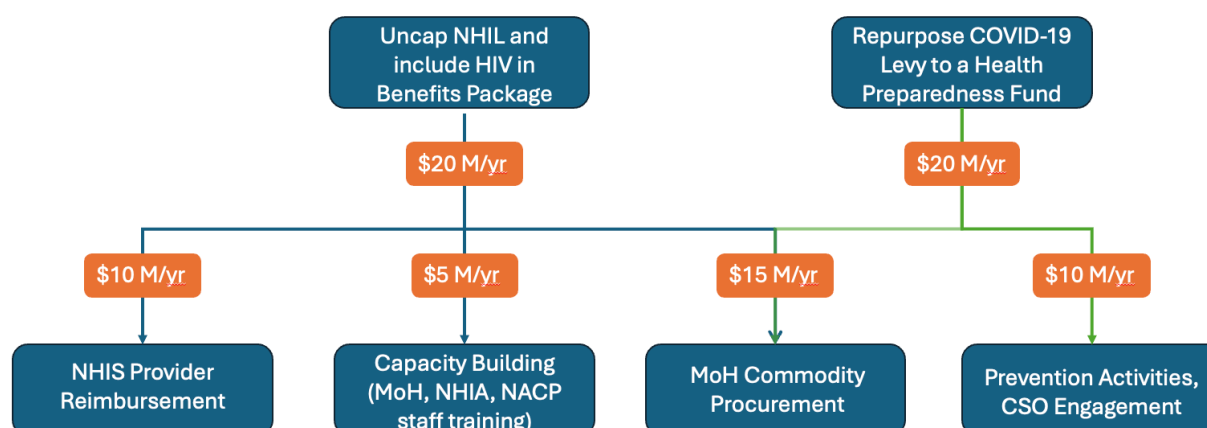 Uncap NHIL and
include HIV in
Benefits Package
Repurpose COVID-19
Levy to a Health
Preparedness Fund
$20 M/yr
$20 M/yr
$10 M/yr
$5 M/yr
$15 M/yr
$10 M/yr
NHIS Provider
Reimbursement
Capacity Building
(MoH, NHIA, NACP
staff training)
MoH Commodity
Procurement
Prevention Activities,
CSO Engagement